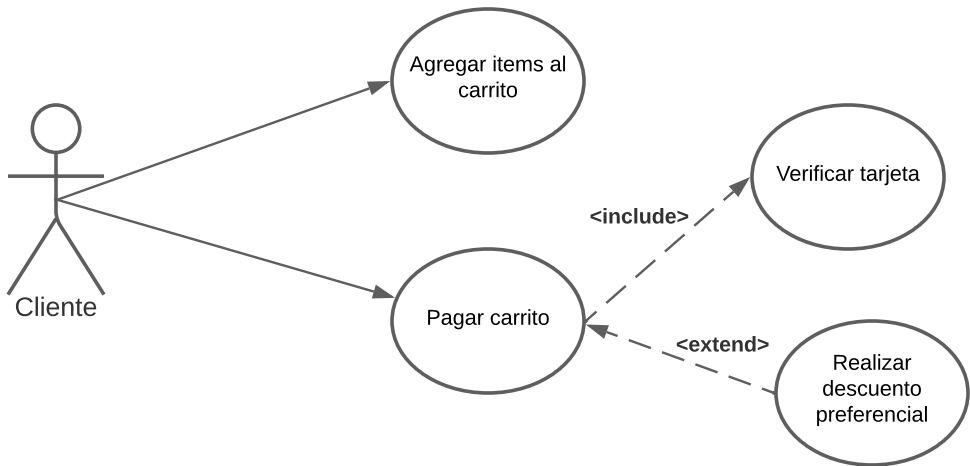 Agregar items al
carrito
Verificar tarjeta
<include>
Cliente
Pagar carrito
<extend>
Realizar
descuento
preferencial